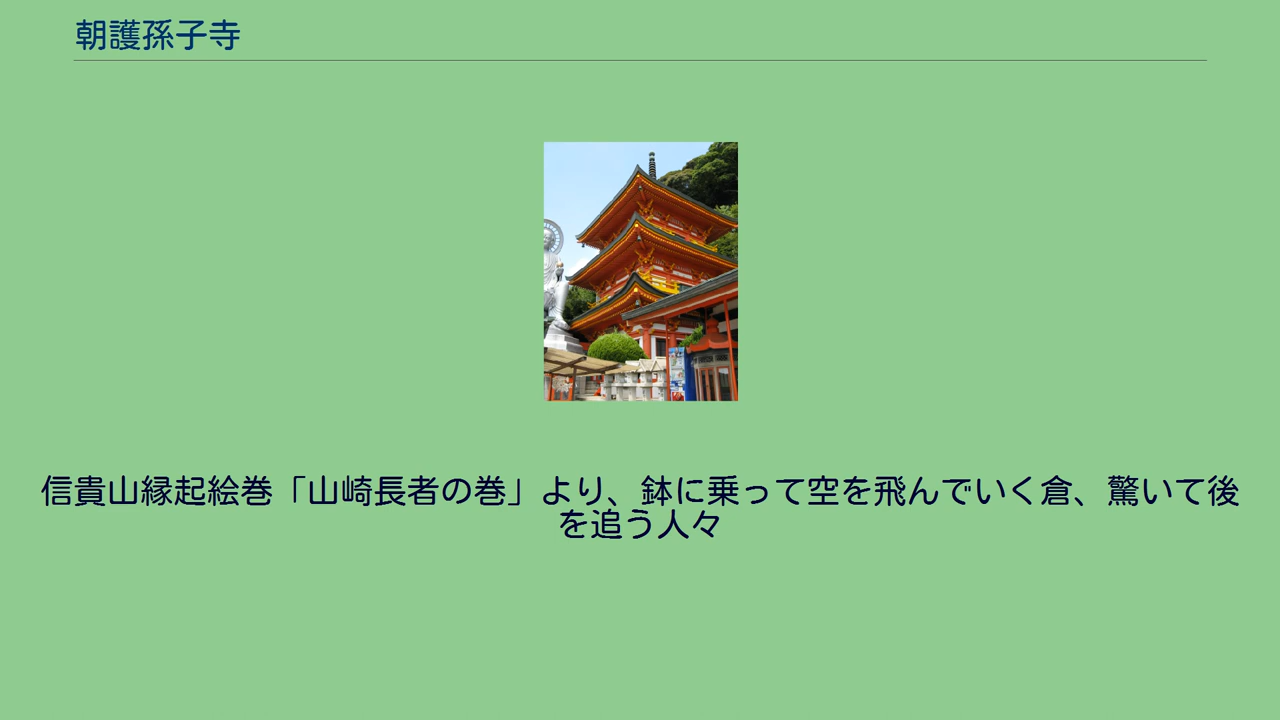 朝護孫子寺
信貴山縁起絵巻「山崎長者の巻」より、鉢に乗って空を飛んでいく倉、驚いて後
を追う人々